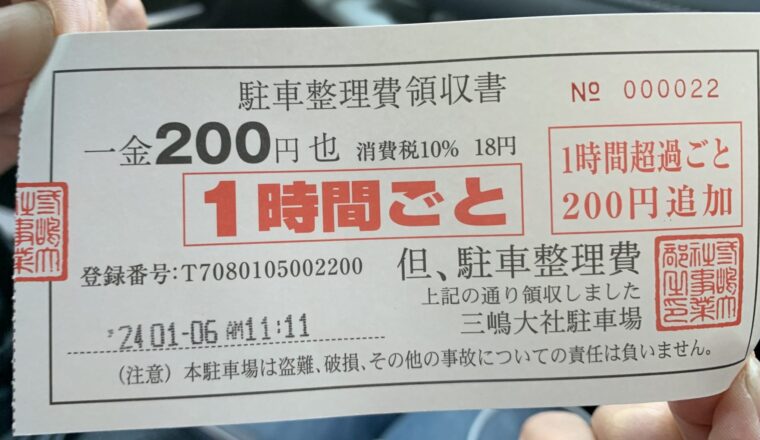 駐車整理費領収書
№ 000022
一金200円也 消費税10% 18円
1時間ごと
1時間超過ごと
200円追加
登録番号:T7080105002200
但、駐車整理費
上記の通り領収しました
三嶋大社駐車場
'24 01-06 AM11:11
(注意) 本駐車場は盗難、破損、その他の事故についての責任は負いません。